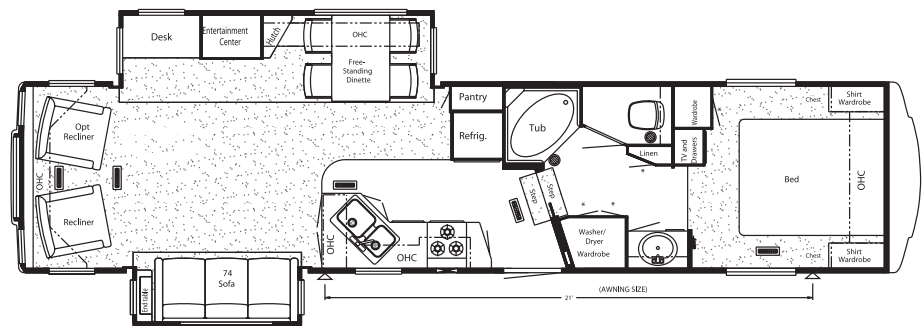 Desk
Entertainment
Center
Hutch
OHC
Free-
Standing
Dinette
Opt
Recliner
OHC
Recliner
Pantry
Refrig.
Tub
Linen
Wardrobe
TV and
Drawers
Chest
Shirt
Wardrobe
Bed
OHC
Step
Step
OHC
OHC
Washer/
Dryer
Wardrobe
Chest
Shirt
Wardrobe
End table
74
Sofa
(AWNING SIZE)
21'